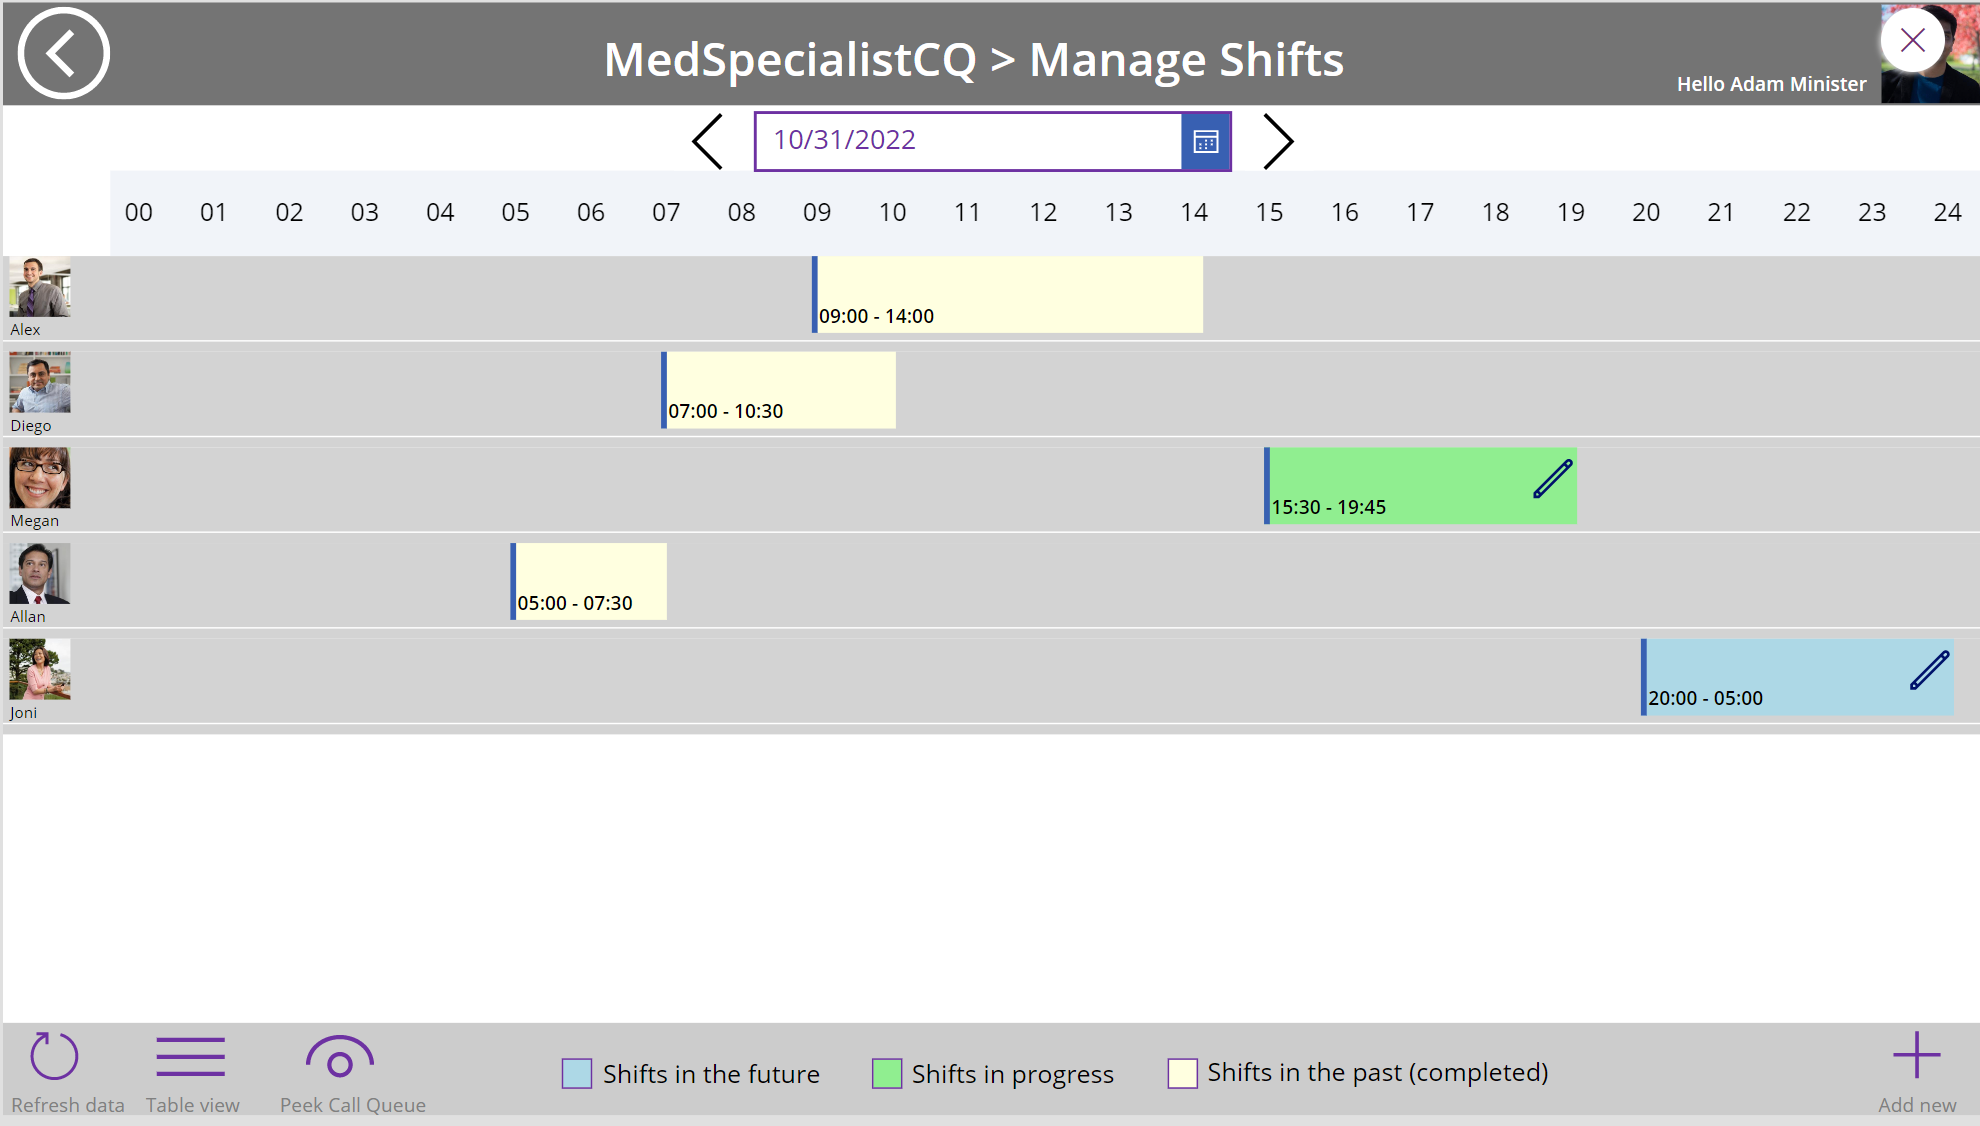 MedSpecialistCQ > Manage Shifts
Hello Adam Minister
10/31/2022
00 01 02 03 04 05 06 07 08 09 10 11 12 13 14 15 16 17 18 19 20 21 22 23 24
09:00 - 14:00
Alex
07:00 - 10:30
Diego
15:30 - 19:45
Megan
05:00 - 07:30
Allan
20:00 - 05:00
Joni
Shifts in the future
Shifts in progress
Shifts in the past (completed)
Refresh data
Table view
Peek Call Queue
Add new